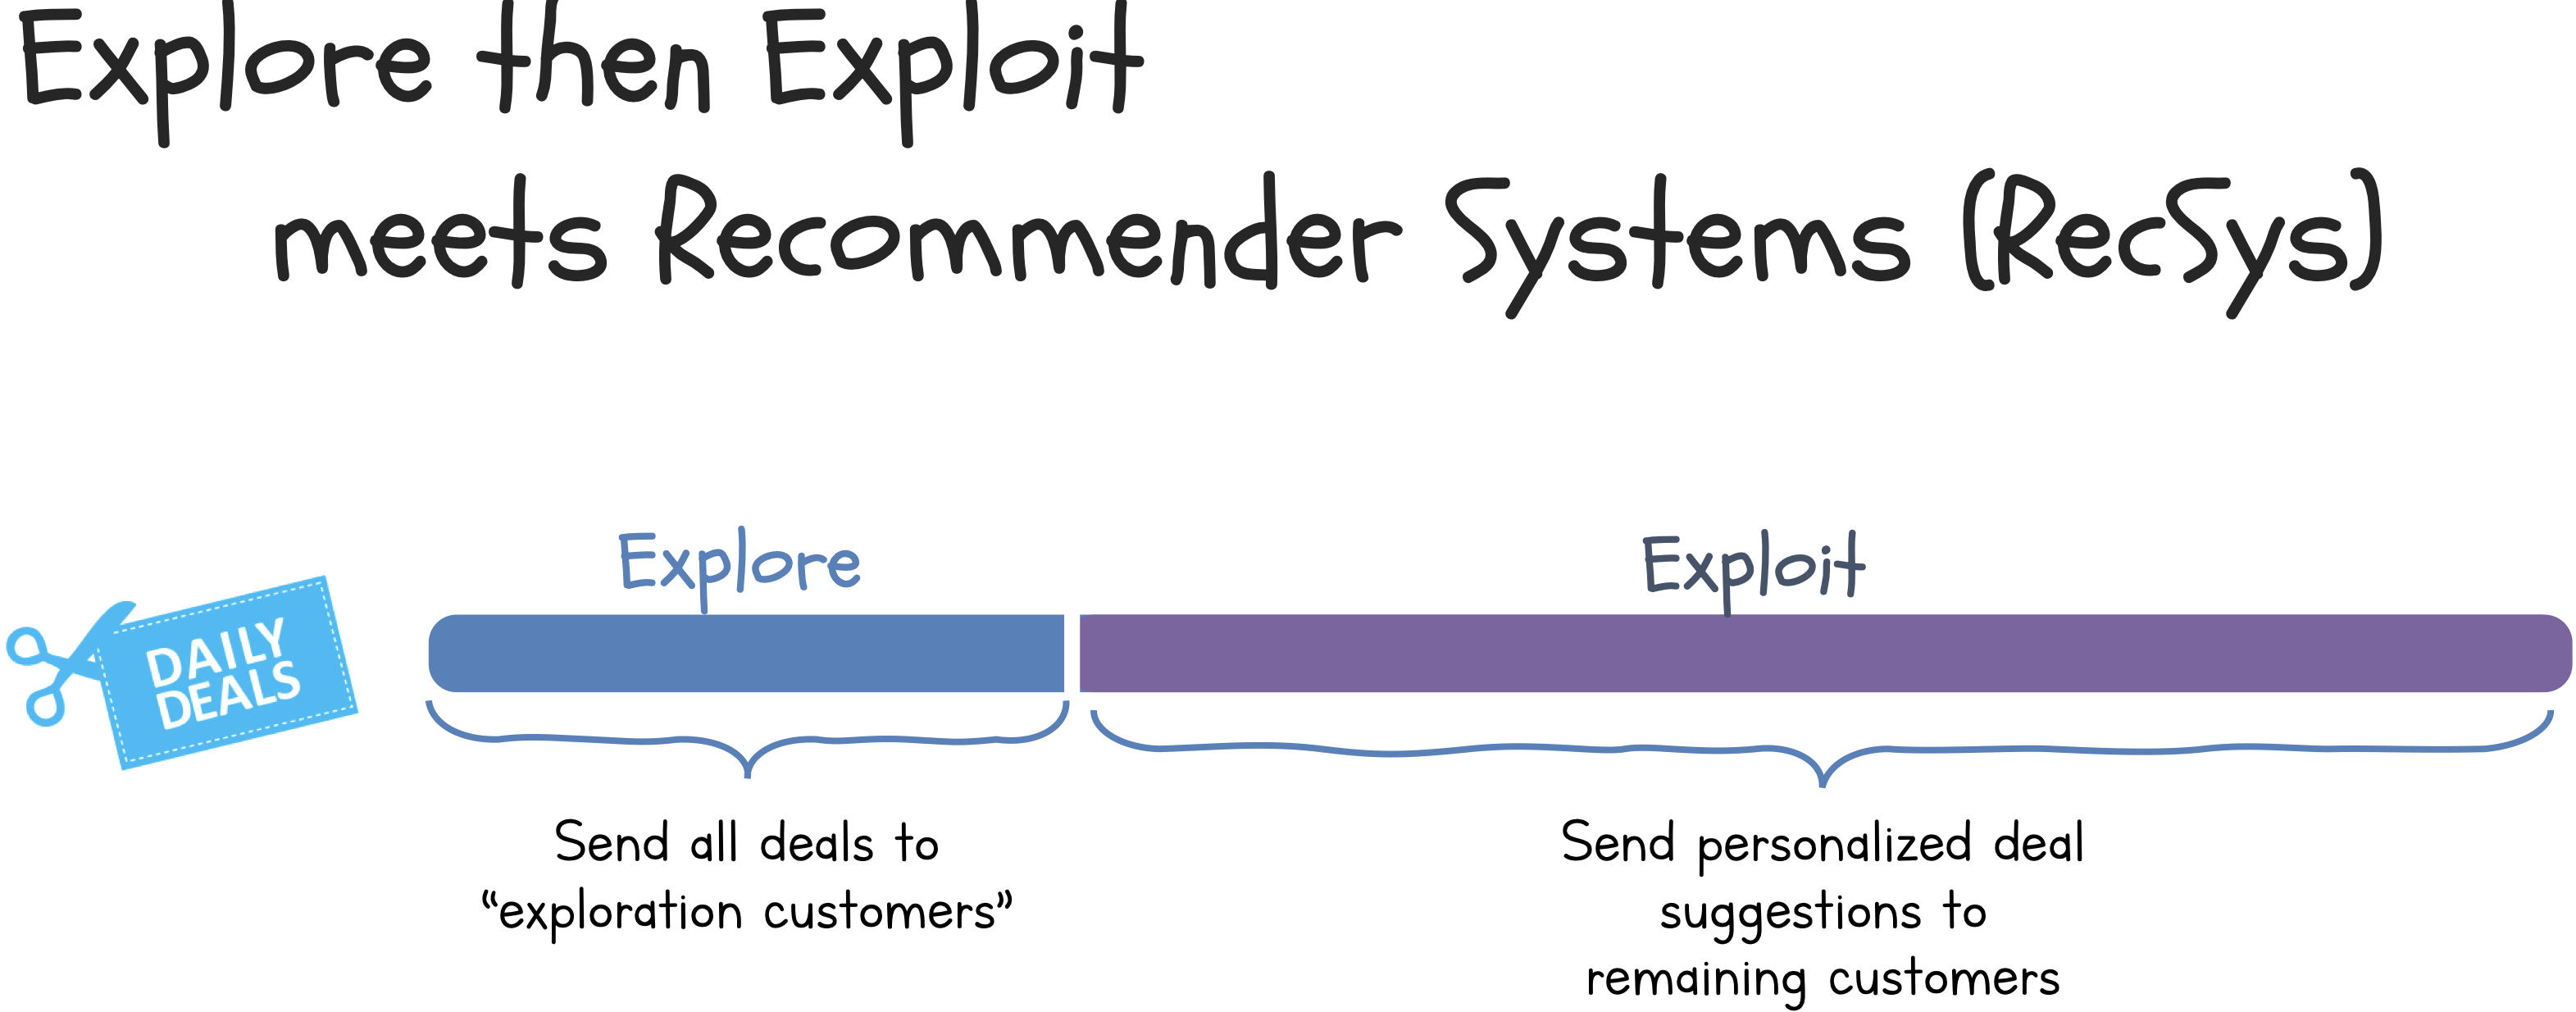 Explore then Exploit
meets Recommender Systems (RecSys)
Explore
Exploit
DAILY
DEALS
Send all deals to
“exploration customers”
Send personalized deal
suggestions to
remaining customers